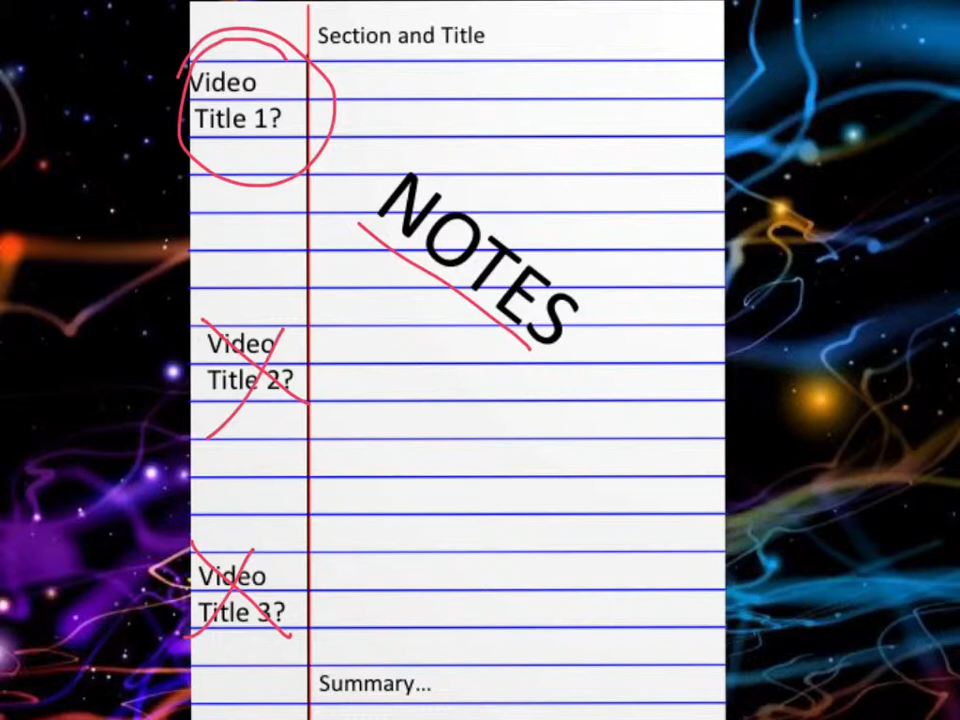 Section and Title
Video
Title 1?
NOTES
Video
Title 2?
Video
Title 3?
Summary...